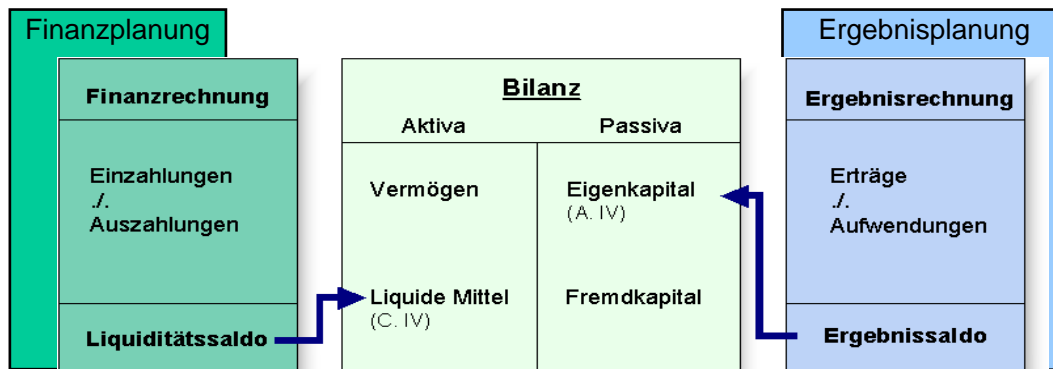 Finanzplanung
Finanzrechnung
Einzahlungen
./.
Auszahlungen
Liquiditätssaldo
Bilanz
Aktiva
Passiva
Vermögen
Eigenkapital
(A. IV)
Liquide Mittel
(C. IV)
Fremdkapital
Ergebnisplanung
Ergebnisrechnung
Erträge
./.
Aufwendungen
Ergebnissaldo